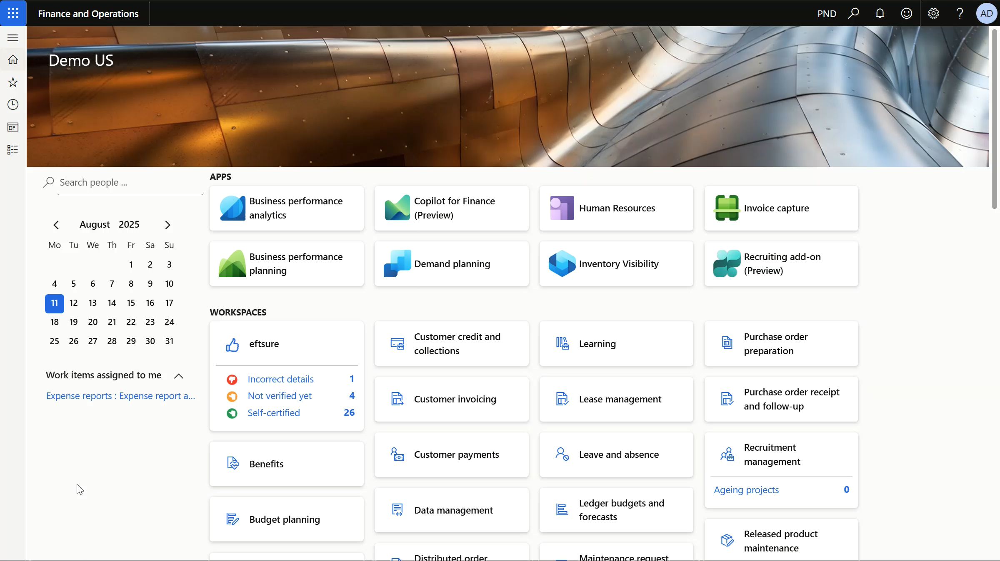 Finance and Operations
PND
?
AD
Demo US
Search people ...
August 2025
Mo Tu We Th Fr Sa Su
1 2 3
4 5 6 7 8 9 10
11 12 13 14 15 16 17
18 19 20 21 22 23 24
25 26 27 28 29 30 31
Work items assigned to me
Expense reports : Expense report a...
APPS
Business performance
analytics
Copilot for Finance
(Preview)
Human Resources
Invoice capture
Business performance
planning
Demand planning
Inventory Visibility
Recruiting add-on
(Preview)
WORKSPACES
eftsure
Incorrect details 1
Not verified yet 4
Self-certified 26
Benefits
Budget planning
Customer credit and
collections
Customer invoicing
Customer payments
Data management
Distributed order
Learning
Lease management
Leave and absence
Ledger budgets and
forecasts
Maintenance request
Purchase order
preparation
Purchase order receipt
and follow-up
Recruitment
management
Ageing projects 0
Released product
maintenance